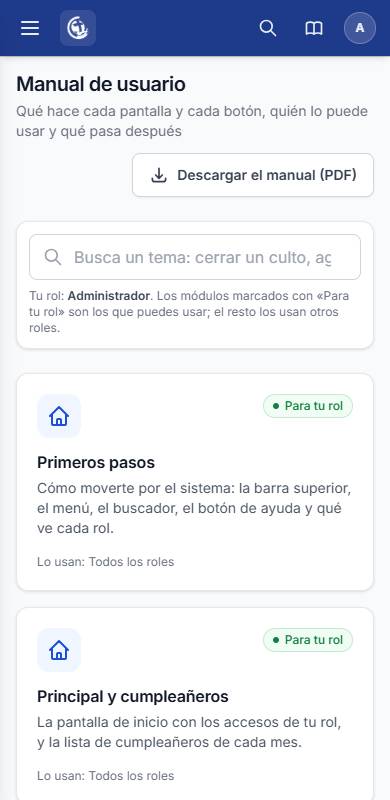 A
Manual de usuario
Qué hace cada pantalla y cada botón, quién lo puede
usar y qué pasa después
Descargar el manual (PDF)
Busca un tema: cerrar un culto, ag
Tu rol: Administrador. Los módulos marcados con «Para
tu rol» son los que puedes usar; el resto los usan otros
roles.
Para tu rol
Primeros pasos
Cómo moverte por el sistema: la barra superior,
el menú, el buscador, el botón de ayuda y qué
ve cada rol.
Lo usan: Todos los roles
Para tu rol
Principal y cumpleañeros
La pantalla de inicio con los accesos de tu rol,
y la lista de cumpleañeros de cada mes.
Lo usan: Todos los roles